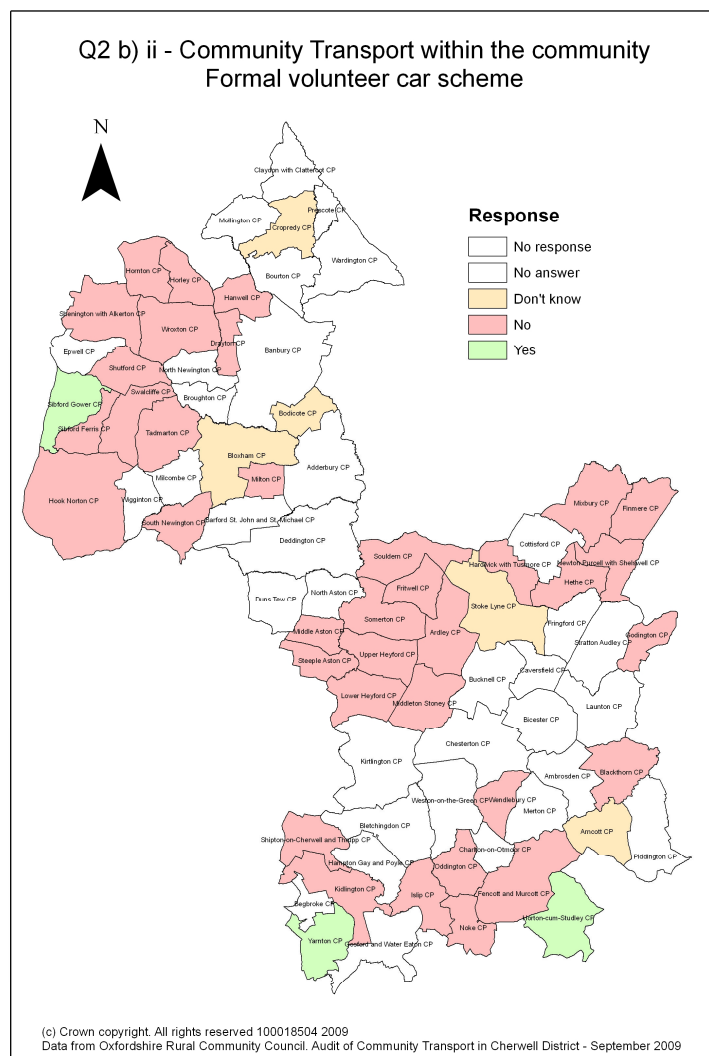 Q2 b) ii - Community Transport within the community
Formal volunteer car scheme
N
Response
No response
No answer
Don't know
No
Yes
Claydon with Clattercot CP
Prescote CP
Mollington CP
Cropredy CP
Wardington CP
Bourton CP
Hornton CP
Horley CP
Hanwell CP
Shenington with Alkerton CP
Wroxton CP
Drayton CP
Banbury CP
Epwell CP
Shutford CP
North Newington CP
Swalcliffe CP
Broughton CP
Sibford Gower CP
Bodicote CP
Sibford Ferris CP
Tadmarton CP
Bloxham CP
Adderbury CP
Milcombe CP
Milton CP
Hook Norton CP
Wigginton CP
South Newington CP
Barford St. John and St. Michael CP
Deddington CP
Mixbury CP
Finmere CP
Cottisford CP
Souldern CP
Hardwick with Tusmore CP
Newton Purcell with Shelswell CP
Hethe CP
Fritwell CP
Duns Tew CP
North Aston CP
Stoke Lyne CP
Somerton CP
Fringford CP
Middle Aston CP
Ardley CP
Stratton Audley CP
Godington CP
Steeple Aston CP
Upper Heyford CP
Caversfield CP
Bucknell CP
Lower Heyford CP
Middleton Stoney CP
Launton CP
Bicester CP
Chesterton CP
Kirtlington CP
Ambrosden CP
Blackthorn CP
Weston-on-the-Green CP
Wendlebury CP
Merton CP
Bletchingdon CP
Arncott CP
Shipton-on-Cherwell and Thrupp CP
Charlton-on-Otmoor CP
Piddington CP
Hampton Gay and Poyle CP
Oddington CP
Kidlington CP
Islip CP
Fencott and Murcott CP
Begbroke CP
Horton-cum-Studley CP
Noke CP
Yarnton CP
Gosford and Water Eaton CP
(c) Crown copyright. All rights reserved 100018504 2009
Data from Oxfordshire Rural Community Council. Audit of Community Transport in Cherwell District - September 2009